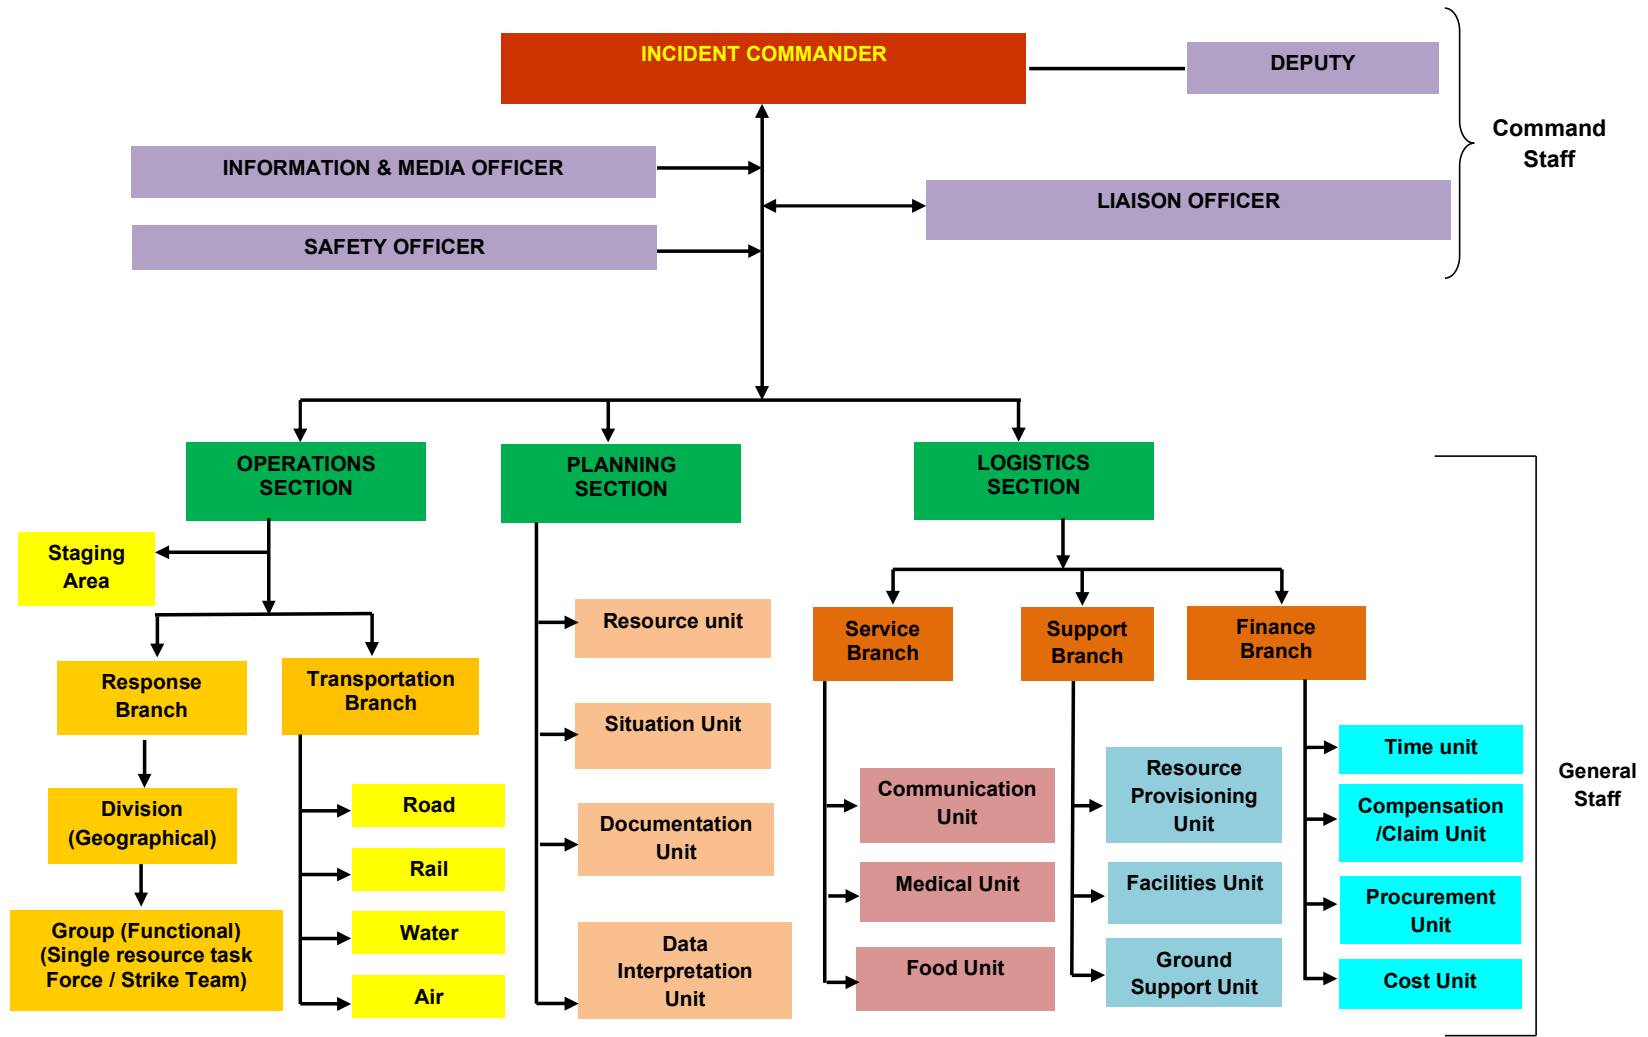 INCIDENT COMMANDER
DEPUTY
Command
Staff
INFORMATION & MEDIA OFFICER
LIAISON OFFICER
SAFETY OFFICER
OPERATIONS
SECTION
PLANNING
SECTION
LOGISTICS
SECTION
Staging
Area
Response
Branch
Transportation
Branch
Division
(Geographical)
Group (Functional)
(Single resource task
Force / Strike Team)
Road
Rail
Water
Air
Resource unit
Situation Unit
Documentation
Unit
Data
Interpretation
Unit
Service
Branch
Support
Branch
Finance
Branch
Communication
Unit
Medical Unit
Food Unit
Resource
Provisioning
Unit
Facilities Unit
Ground
Support Unit
Time unit
Compensation
/Claim Unit
Procurement
Unit
Cost Unit
General
Staff